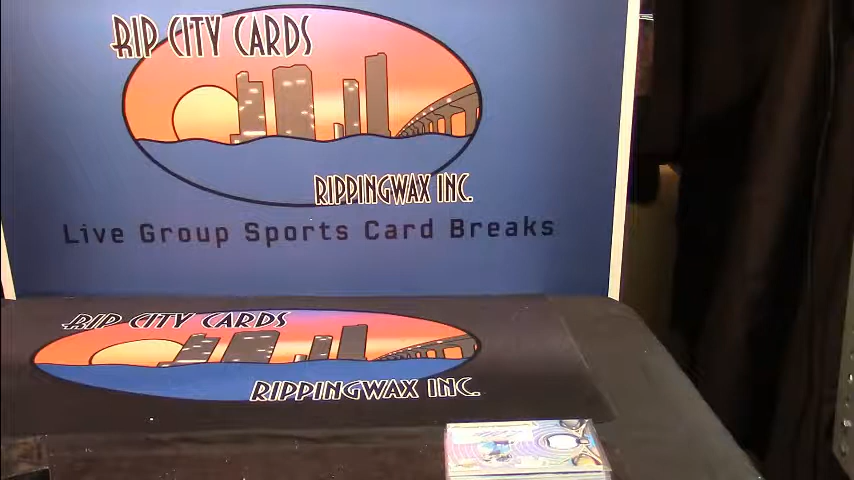 RIP CITY CARDS
RIPPINGWAX INC.
Live Group Sports Card Breaks
RIP CITY CARDS
RIPPINGWAX INC.